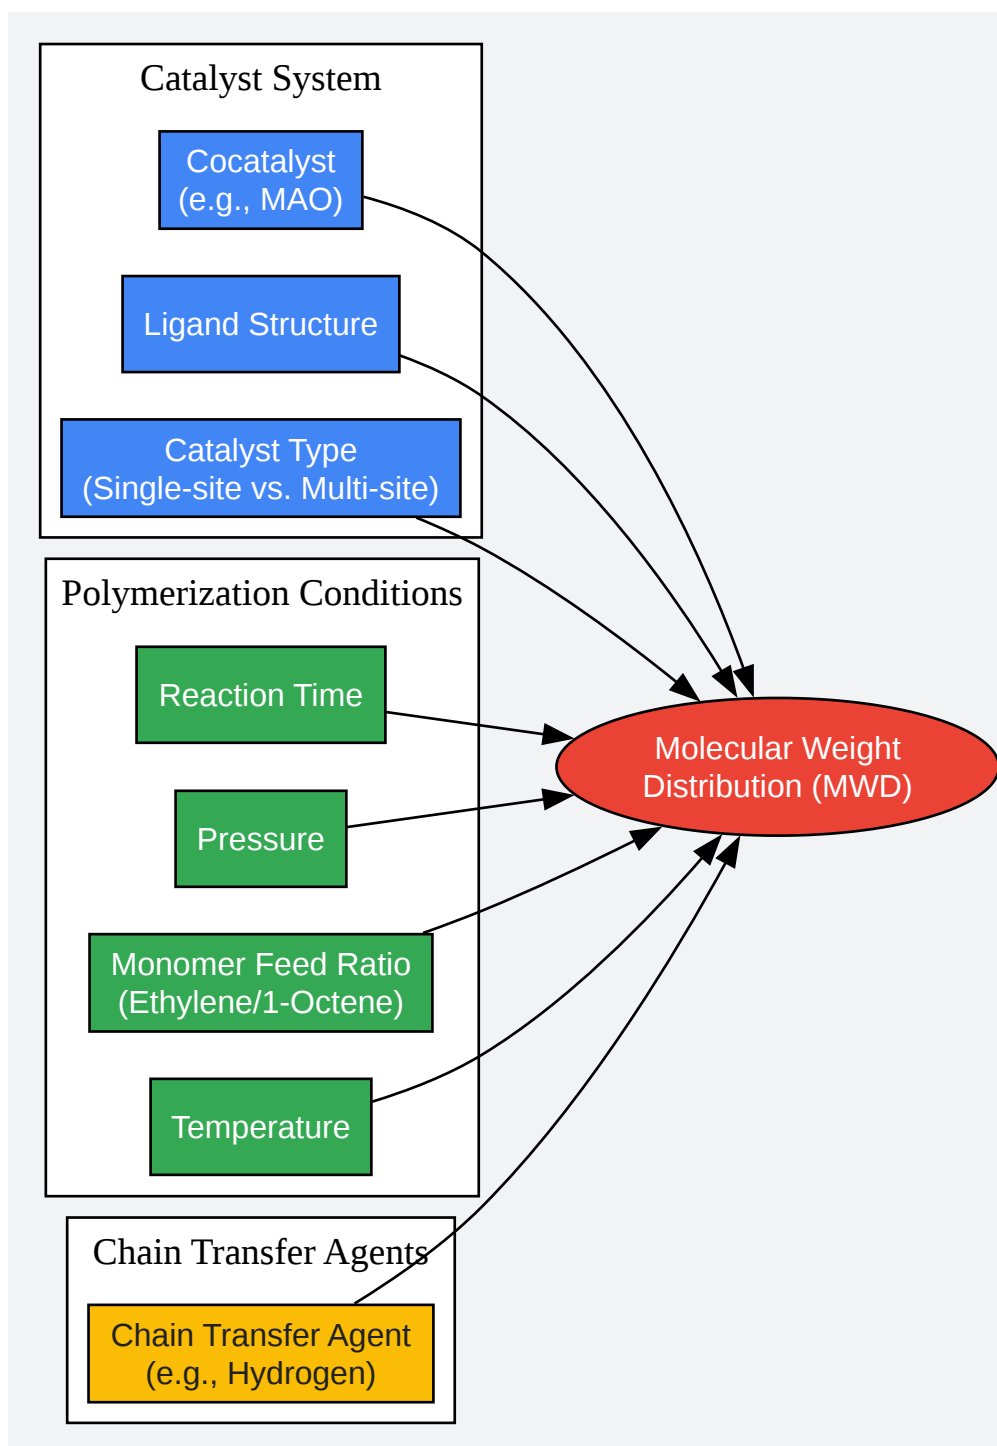 Catalyst System
Cocatalyst
(e.g., MAO)
Ligand Structure
Catalyst Type
(Single-site vs. Multi-site)
Polymerization Conditions
Reaction Time
Pressure
Monomer Feed Ratio
(Ethylene/1-Octene)
Temperature
Chain Transfer Agents
Chain Transfer Agent
(e.g., Hydrogen)
Molecular Weight
Distribution (MWD)